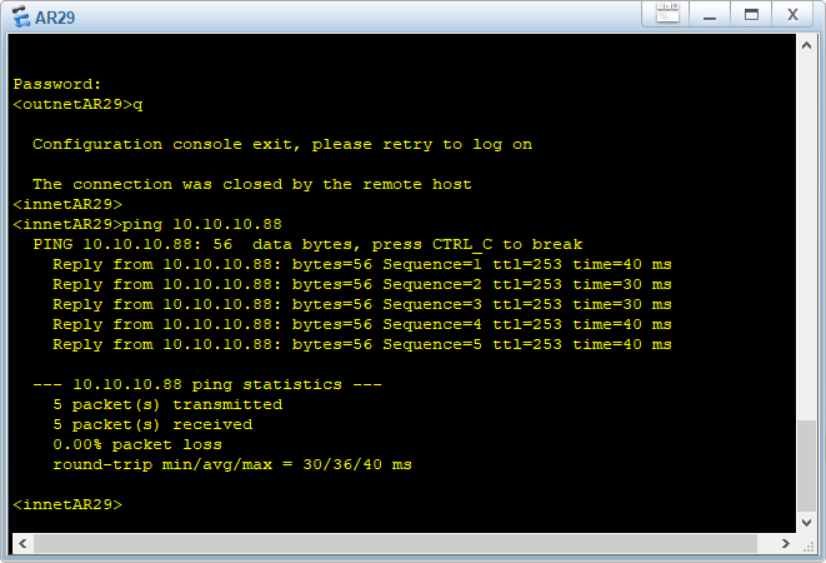 AR29
Password:
<outnetAR29>q
Configuration console exit, please retry to log on
The connection was closed by the remote host
<innetAR29>
<innetAR29>ping 10.10.10.88
PING 10.10.10.88: 56  data bytes, press CTRL_C to break
Reply from 10.10.10.88: bytes=56 Sequence=1 ttl=253 time=40 ms
Reply from 10.10.10.88: bytes=56 Sequence=2 ttl=253 time=30 ms
Reply from 10.10.10.88: bytes=56 Sequence=3 ttl=253 time=30 ms
Reply from 10.10.10.88: bytes=56 Sequence=4 ttl=253 time=40 ms
Reply from 10.10.10.88: bytes=56 Sequence=5 ttl=253 time=40 ms
--- 10.10.10.88 ping statistics ---
5 packet(s) transmitted
5 packet(s) received
0.00% packet loss
round-trip min/avg/max = 30/36/40 ms
<innetAR29>